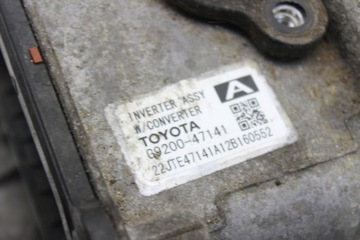 INVERTER ASSY
W/CONVERTER
TOYOTA
G9200-47141
22JTE47141A12B160552
A